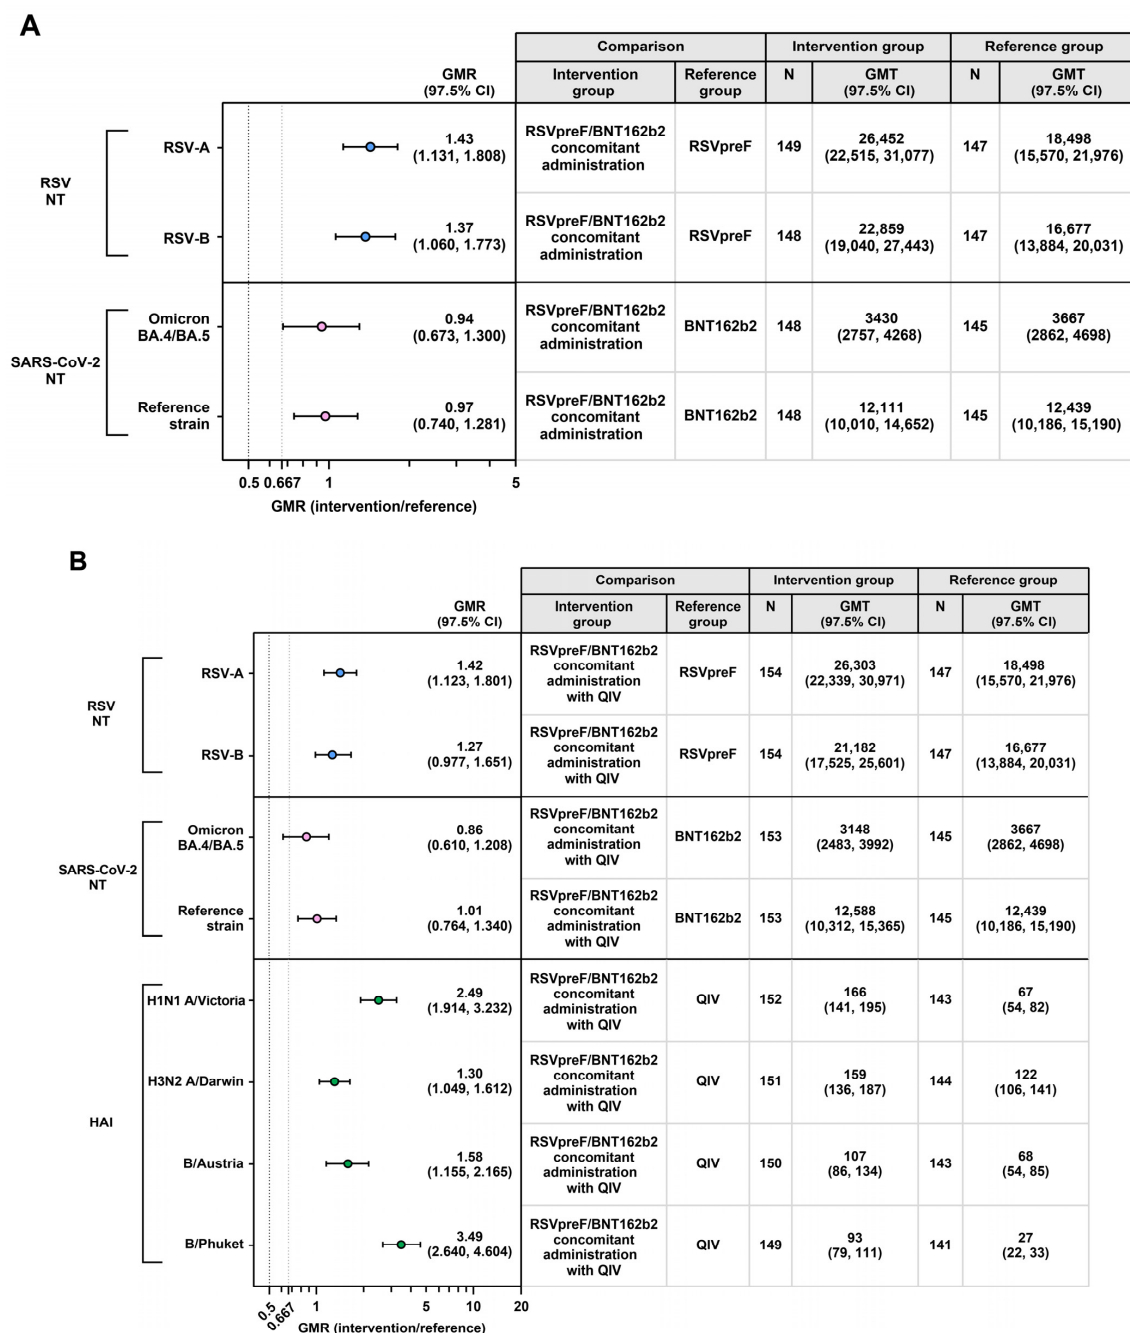 A
Comparison
Intervention group
Reference group
GMR
(97.5% CI)
Intervention
group
Reference
group
N
GMT
(97.5% CI)
N
GMT
(97.5% CI)
RSV
NT
RSV-A
1.43
(1.131, 1.808)
RSVpreF/BNT162b2
concomitant
administration
RSVpreF
149
26,452
(22,515, 31,077)
147
18,498
(15,570, 21,976)
RSV-B
1.37
(1.060, 1.773)
RSVpreF/BNT162b2
concomitant
administration
RSVpreF
148
22,859
(19,040, 27,443)
147
16,677
(13,884, 20,031)
SARS-CoV-2
NT
Omicron
BA.4/BA.5
0.94
(0.673, 1.300)
RSVpreF/BNT162b2
concomitant
administration
BNT162b2
148
3430
(2757, 4268)
145
3667
(2862, 4698)
Reference
strain
0.97
(0.740, 1.281)
RSVpreF/BNT162b2
concomitant
administration
BNT162b2
148
12,111
(10,010, 14,652)
145
12,439
(10,186, 15,190)
0.5 0.667 1 5
GMR (intervention/reference)
B
Comparison
Intervention group
Reference group
GMR
(97.5% CI)
Intervention
group
Reference
group
N
GMT
(97.5% CI)
N
GMT
(97.5% CI)
RSV
NT
RSV-A
1.42
(1.123, 1.801)
RSVpreF/BNT162b2
concomitant
administration
with QIV
RSVpreF
154
26,303
(22,339, 30,971)
147
18,498
(15,570, 21,976)
RSV-B
1.27
(0.977, 1.651)
RSVpreF/BNT162b2
concomitant
administration
with QIV
RSVpreF
154
21,182
(17,525, 25,601)
147
16,677
(13,884, 20,031)
SARS-CoV-2
NT
Omicron
BA.4/BA.5
0.86
(0.610, 1.208)
RSVpreF/BNT162b2
concomitant
administration
with QIV
BNT162b2
153
3148
(2483, 3992)
145
3667
(2862, 4698)
Reference
strain
1.01
(0.764, 1.340)
RSVpreF/BNT162b2
concomitant
administration
with QIV
BNT162b2
153
12,588
(10,312, 15,365)
145
12,439
(10,186, 15,190)
HAI
H1N1 A/Victoria
2.49
(1.914, 3.232)
RSVpreF/BNT162b2
concomitant
administration
with QIV
QIV
152
166
(141, 195)
143
67
(54, 82)
H3N2 A/Darwin
1.30
(1.049, 1.612)
RSVpreF/BNT162b2
concomitant
administration
with QIV
QIV
151
159
(136, 187)
144
122
(106, 141)
B/Austria
1.58
(1.155, 2.165)
RSVpreF/BNT162b2
concomitant
administration
with QIV
QIV
150
107
(86, 134)
143
68
(54, 85)
B/Phuket
3.49
(2.640, 4.604)
RSVpreF/BNT162b2
concomitant
administration
with QIV
QIV
149
93
(79, 111)
141
27
(22, 33)
0.5 0.667 1 5 10 20
GMR (intervention/reference)